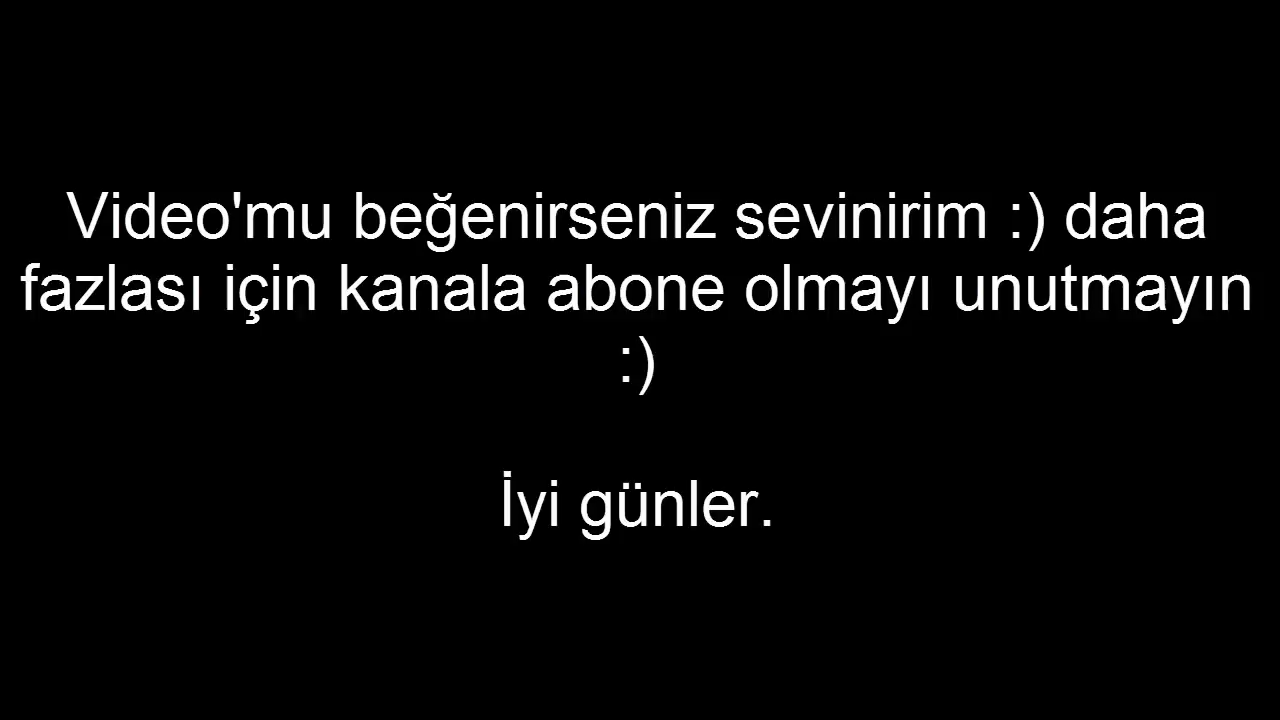 Video'mu beğenirseniz sevinirim :) daha
fazlası için kanala abone olmayı unutmayın
:)
İyi günler.